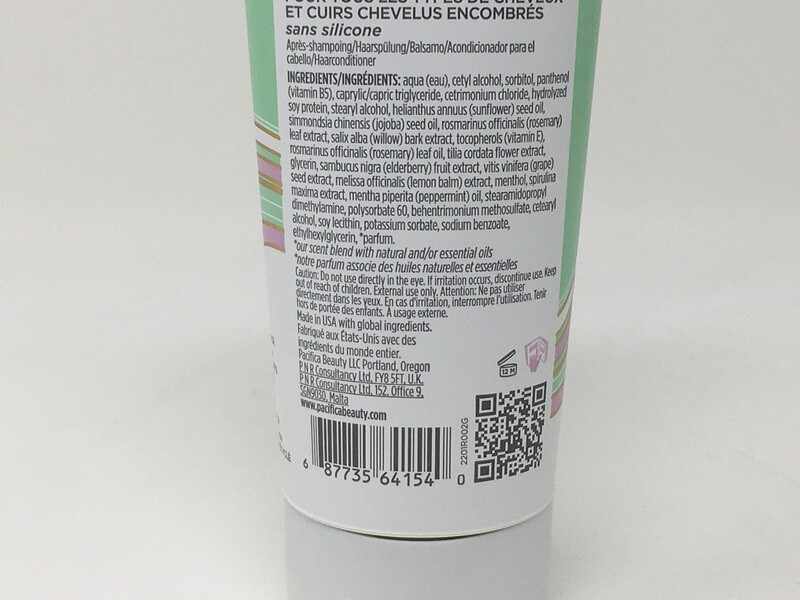 POUR TOUS LES TYPES DE CHEVEUX
ET CUIRS CHEVELUS ENCOMBRÉS
sans silicone
Après-shampoing/Haarspülung/Balsamo/Acondicionador para el
cabello/Haarconditioner
INGREDIENTS/INGRÉDIENTS: aqua (eau), cetyl alcohol, sorbitol, panthenol
(vitamin B5), caprylic/capric triglyceride, cetrimonium chloride, hydrolyzed
soy protein, stearyl alcohol, helianthus annuus (sunflower) seed oil,
simmondsia chinensis (jojoba) seed oil, rosmarinus officinalis (rosemary)
leaf extract, salix alba (willow) bark extract, tocopherols (vitamin E),
rosmarinus officinalis (rosemary) leaf oil, tilia cordata flower extract,
glycerin, sambucus nigra (elderberry) fruit extract, vitis vinifera (grape)
seed extract, melissa officinalis (lemon balm) extract, menthol, spirulina
maxima extract, mentha piperita (peppermint) oil, stearamidopropyl
dimethylamine, polysorbate 60, behentrimonium methosulfate, cetearyl
alcohol, soy lecithin, potassium sorbate, sodium benzoate,
ethylhexylglycerin, *parfum.
*our scent blend with natural and/or essential oils
*notre parfum associe des huiles naturelles et essentielles
Caution: Do not use directly in the eye. If irritation occurs, discontinue use. Keep
out of reach of children. External use only. Attention: Ne pas utiliser
directement dans les yeux. En cas d'irritation, interrompre l'utilisation. Tenir
hors de portée des enfants. À usage externe.
Made in USA with global ingredients.
Fabriqué aux États-Unis avec des
ingrédients du monde entier.
Pacifica Beauty LLC Portland, Oregon
P N R Consultancy Ltd, FY8 5FT, U.K.
P N R Consultancy Ltd, 152, Office 9,
SGN9030, Malta
www.pacificabeauty.com
12 M
2201R002G
6 87735 64154 0